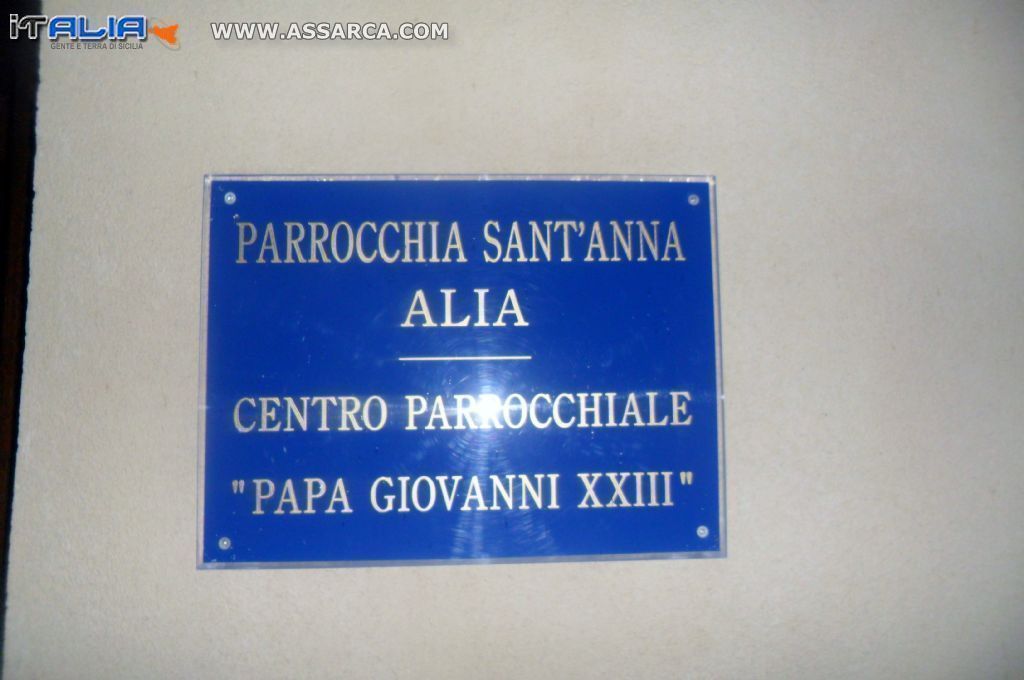 iTALIA
GENTE E TERRA DI SICILIA
WWW.ASSARCA.COM
PARROCCHIA SANT'ANNA
ALIA
CENTRO PARROCCHIALE
"PAPA GIOVANNI XXIII"